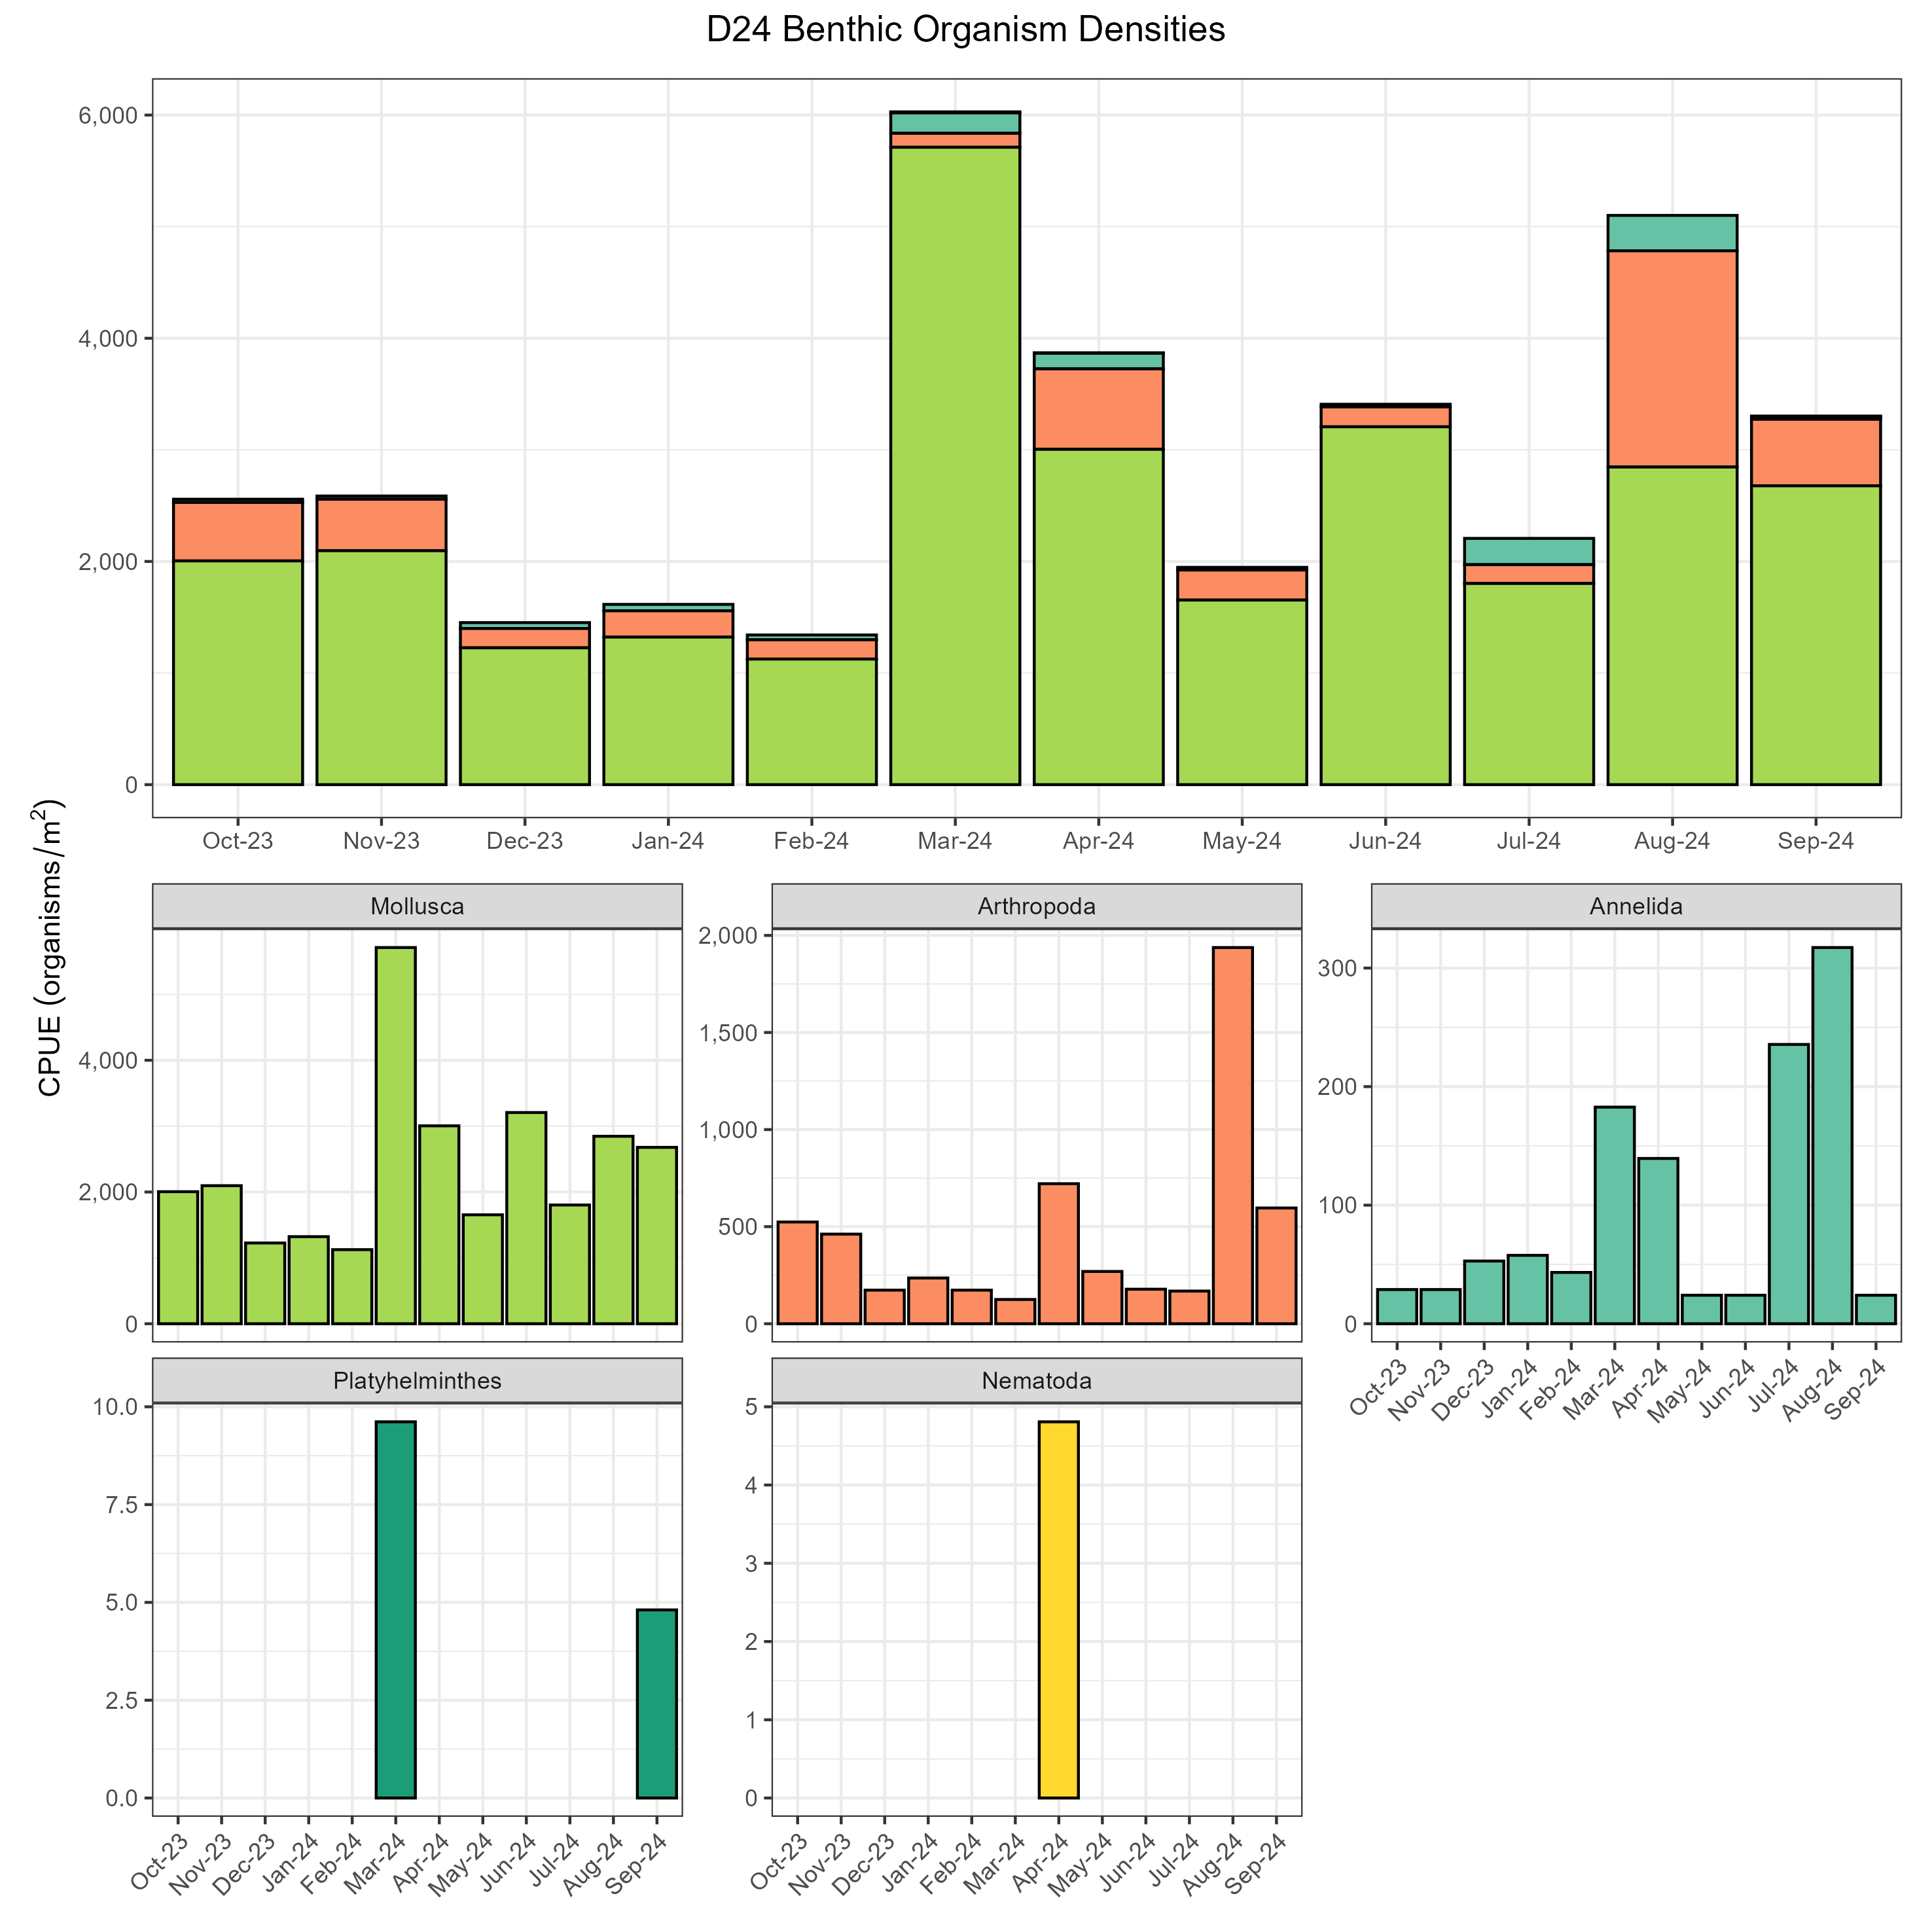 D24 Benthic Organism Densities
CPUE (organisms/m²)
6,000
4,000
2,000
0
Oct-23 Nov-23 Dec-23 Jan-24 Feb-24 Mar-24 Apr-24 May-24 Jun-24 Jul-24 Aug-24 Sep-24
Mollusca
4,000
2,000
0
Arthropoda
2,000
1,500
1,000
500
0
Annelida
300
200
100
0
Oct-23 Nov-23 Dec-23 Jan-24 Feb-24 Mar-24 Apr-24 May-24 Jun-24 Jul-24 Aug-24 Sep-24
Platyhelminthes
10.0
7.5
5.0
2.5
0.0
Oct-23 Nov-23 Dec-23 Jan-24 Feb-24 Mar-24 Apr-24 May-24 Jun-24 Jul-24 Aug-24 Sep-24
Nematoda
5
4
3
2
1
0
Oct-23 Nov-23 Dec-23 Jan-24 Feb-24 Mar-24 Apr-24 May-24 Jun-24 Jul-24 Aug-24 Sep-24